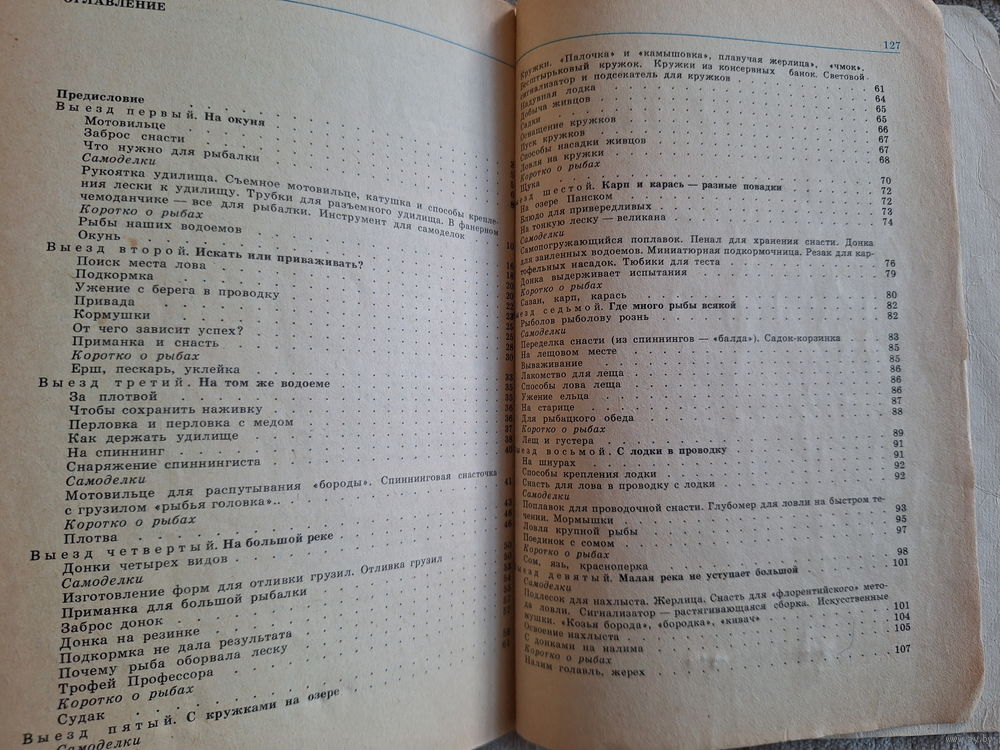 ОГЛАВЛЕНИЕ
Предисловие
Выезд первый. На окуня
Мотовильце
Заброс снасти
Что нужно для рыбалки
Самоделки
Рукоятка удилища. Съемное мотовильце, катушка и способы крепле-
ния лески к удилищу. Трубки для разъемного удилища. В фанерном
чемоданчике — все для рыбалки. Инструмент для самоделок
Коротко о рыбах
Рыбы наших водоемов
Окунь
Выезд второй. Искать или приваживать?
Поиск места лова
Подкормка
Ужение с берега в проводку
Привада
Кормушки
От чего зависит успех?
Приманка и снасть
Коротко о рыбах
Ерш, пескарь, уклейка
Выезд третий. На том же водоеме
За плотвой
Чтобы сохранить наживку
Перловка и перловка с медом
Как держать удилище
На спиннинг
Снаряжение спиннингиста
Самоделки
Мотовильце для распутывания «бороды». Спиннинговая снасточка
с грузилом «рыбья головка»..
Коротко о рыбах
Плотва
Выезд четвертый. На большой реке
Донки четырех видов
Самоделки
Изготовление форм для отливки грузил. Отливка грузил
Приманка для большой рыбалки
Заброс донок
Донка на резинке
Подкормка не дала результата
Почему рыба оборвала леску
Трофей Профессора
Коротко о рыбах
Судак
Выезд пятый. С кружками на озере
Самоделки
127
Кружки. «Палочка» и «камышовка», плавучая жерлица», «чмок».
Бесштырьковый кружок. Кружки из консервных банок. Световой
сигнализатор и подсекатель для кружков 61
Надувная лодка 64
Добыча живцов 65
Садки 65
Оснащение кружков 66
Пуск кружков 67
Способы насадки живцов 67
Ловля на кружки 68
Коротко о рыбах
Щука 70
шестой. Карп и карась — разные повадки 72
На озере Панском 72
Блюдо для привередливых 73
На тонкую леску — великана 74
Самоделки
Самопогружающийся поплавок. Пенал для хранения снасти. Донка
для заиленных водоемов. Миниатюрная подкормочница. Резак для кар-
тофельных насадок. Тюбики для теста 76
Донка выдерживает испытания 79
Коротко о рыбах
Сазан, карп, карась 80
седьмой. Где много рыбы всякой 82
Рыболов рыболову рознь 82
Самоделки
Переделка снасти (из спиннингов — «балда»). Садок-корзинка 83
На лещовом месте 85
Вываживание 85
Лакомство для леща 86
Способы лова леща 86
Ужение ельца 86
На старице 87
Для рыбацкого обеда 88
Коротко о рыбах
Лещ и густера 89
восьмой. С лодки в проводку 91
На шнурах 91
Способы крепления лодки 92
Снасть для лова в проводку с лодки 92
Самоделки
Поплавок для проводочной снасти. Глубомер для ловли на быстром те-
чении. Мормышки 93
Ловля крупной рыбы 95
Поединок с сомом 97
Коротко о рыбах
Сом, язь, красноперка 98
девятый. Малая река не уступает большой 101
Самоделки
Подлесок для нахлыста. Жерлица. Снасть для «флорентийского» мето-
да ловли. Сигнализатор — растягивающаяся сборка. Искусственные
мушки. «Козья борода», «бородка», «кивач» 101
Освоение нахлыста 104
С донками на налима 105
Коротко о рыбах
Налим голавль, жерех 107